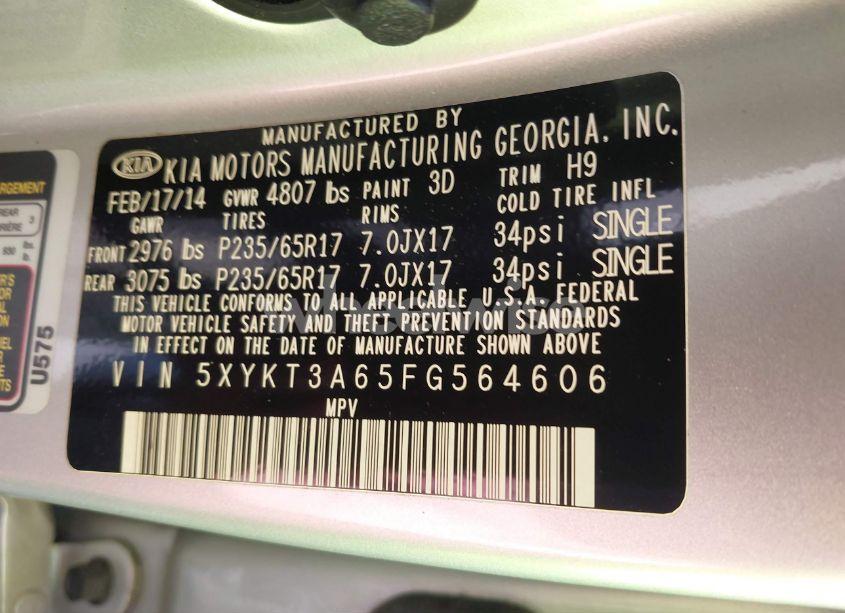 MANUFACTURED BY
KIA KIA MOTORS MANUFACTURING GEORGIA, INC.
FEB/17/14 GVWR 4807 lbs PAINT 3D TRIM H9
GAWR TIRES RIMS COLD TIRE INFL
FRONT 2976 lbs P235/65R17 7.0JX17 34psi SINGLE
REAR 3075 lbs P235/65R17 7.0JX17 34psi SINGLE
THIS VEHICLE CONFORMS TO ALL APPLICABLE U.S.A. FEDERAL
MOTOR VEHICLE SAFETY AND THEFT PREVENTION STANDARDS
IN EFFECT ON THE DATE OF MANUFACTURE SHOWN ABOVE
VIN 5XYKT3A65FG564606
MPV
U575